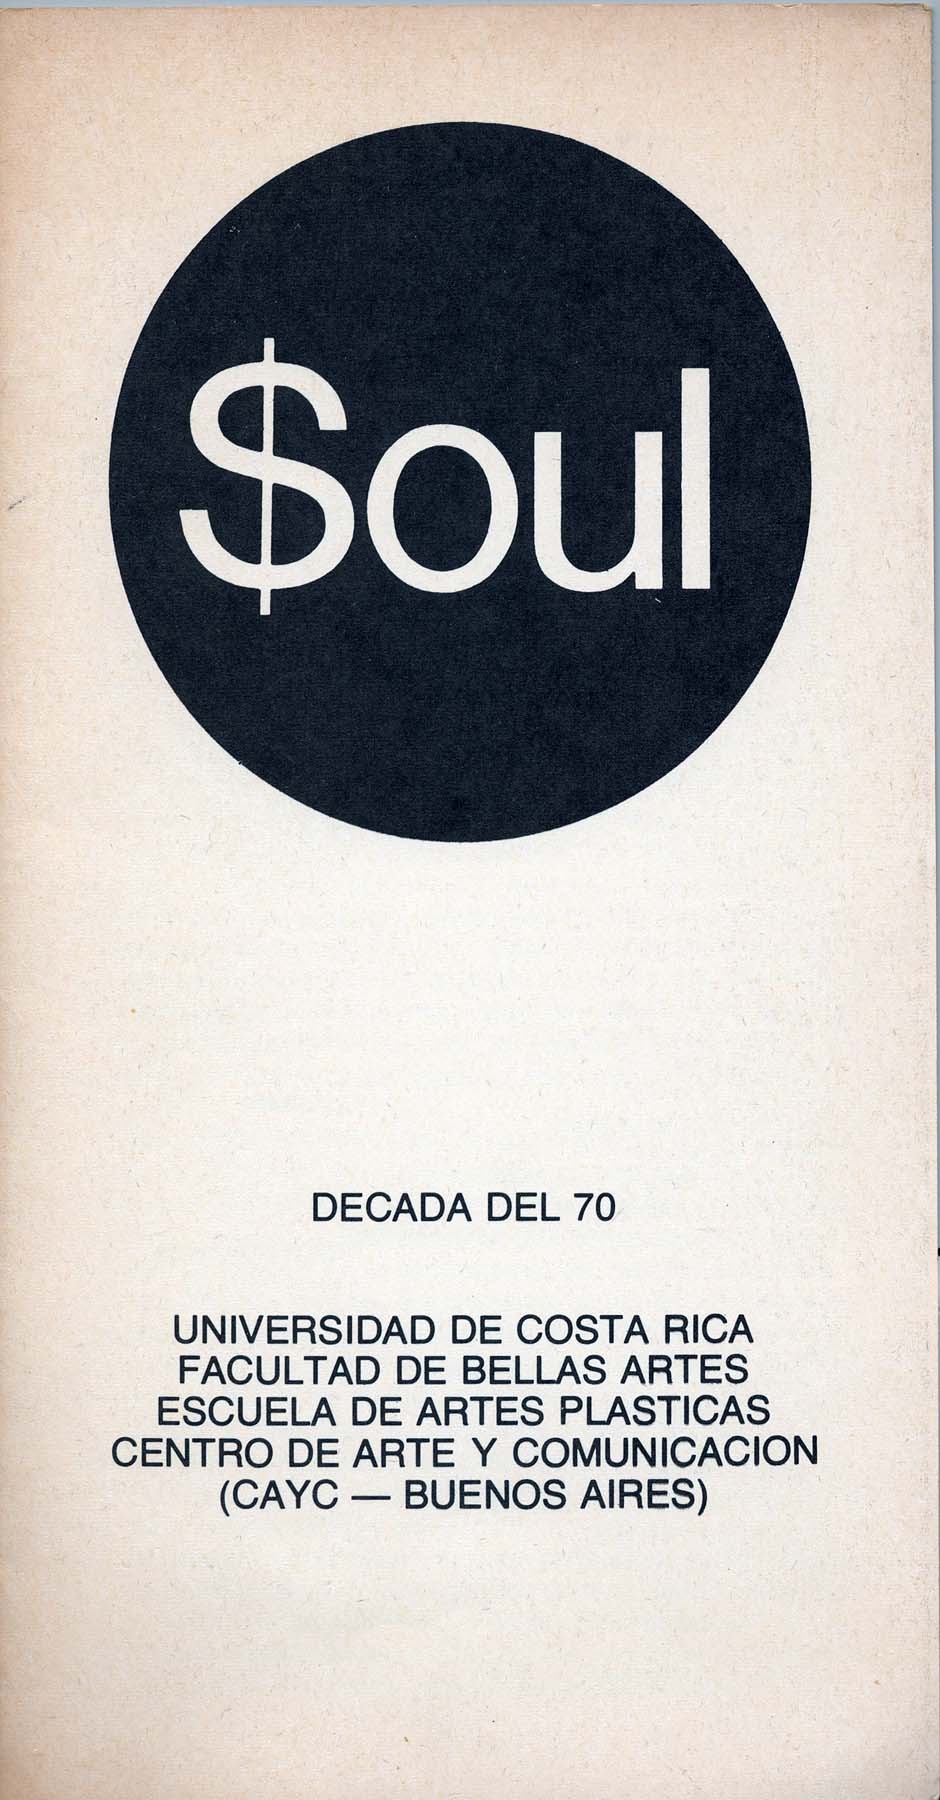 $oul
DECADA DEL 70
UNIVERSIDAD DE COSTA RICA
FACULTAD DE BELLAS ARTES
ESCUELA DE ARTES PLASTICAS
CENTRO DE ARTE Y COMUNICACION
(CAYC — BUENOS AIRES)